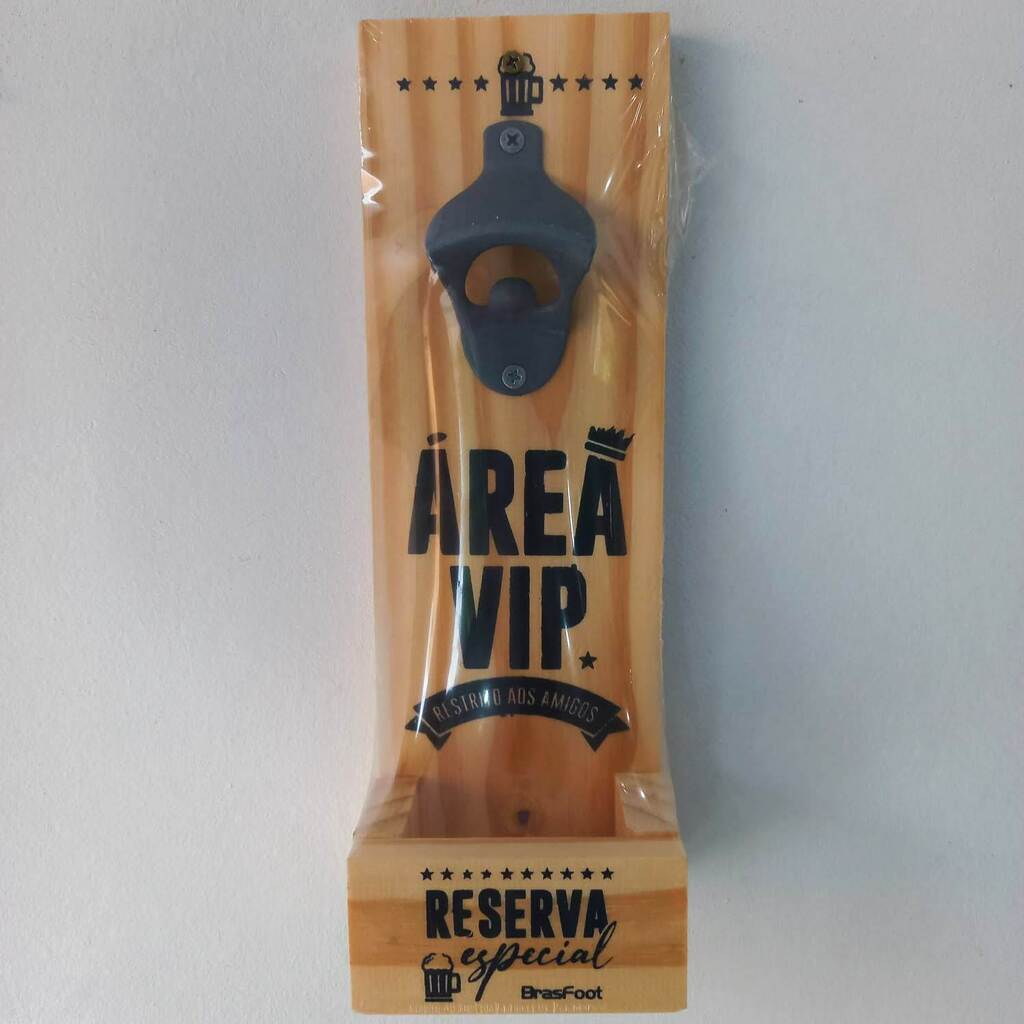 ÁREA
VIP.
RESTRITO AOS AMIGOS
RESERVA
especial
BrasFoot